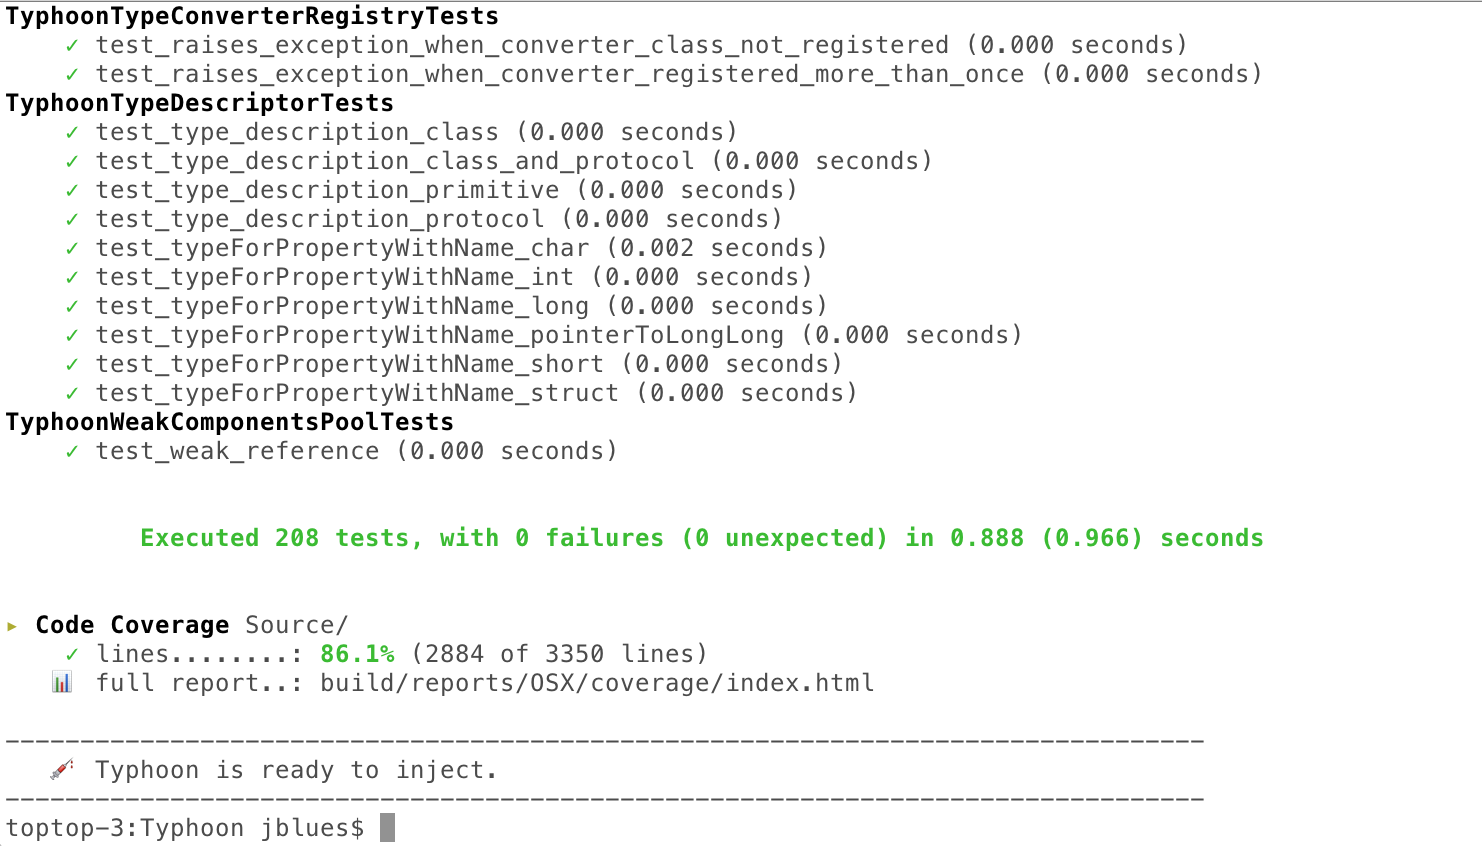 TyphoonTypeConverterRegistryTests
✓ test_raises_exception_when_converter_class_not_registered (0.000 seconds)
✓ test_raises_exception_when_converter_registered_more_than_once (0.000 seconds)
TyphoonTypeDescriptorTests
✓ test_type_description_class (0.000 seconds)
✓ test_type_description_class_and_protocol (0.000 seconds)
✓ test_type_description_primitive (0.000 seconds)
✓ test_type_description_protocol (0.000 seconds)
✓ test_typeForPropertyWithName_char (0.002 seconds)
✓ test_typeForPropertyWithName_int (0.000 seconds)
✓ test_typeForPropertyWithName_long (0.000 seconds)
✓ test_typeForPropertyWithName_pointerToLongLong (0.000 seconds)
✓ test_typeForPropertyWithName_short (0.000 seconds)
✓ test_typeForPropertyWithName_struct (0.000 seconds)
TyphoonWeakComponentsPoolTests
✓ test_weak_reference (0.000 seconds)
Executed 208 tests, with 0 failures (0 unexpected) in 0.888 (0.966) seconds
▸ Code Coverage Source/
✓ lines........: 86.1% (2884 of 3350 lines)
📊 full report..: build/reports/OSX/coverage/index.html
--------------------------------------------------------------------------------
💉 Typhoon is ready to inject.
--------------------------------------------------------------------------------
toptop-3:Typhoon jblues$